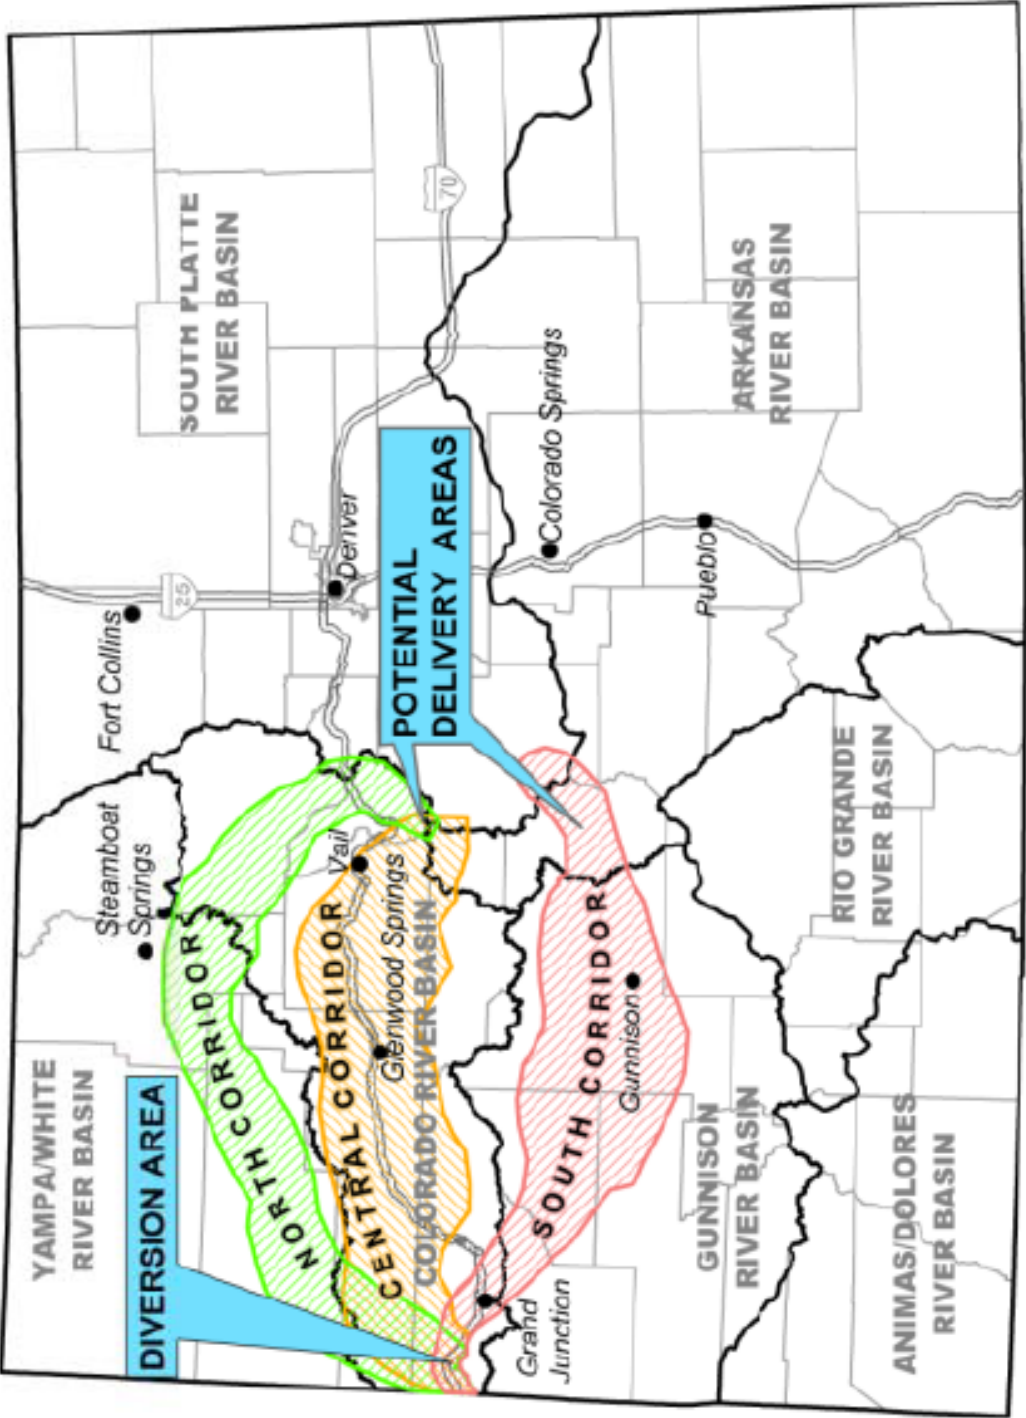 YAMPA/WHITE
RIVER BASIN
Steamboat
Springs
Fort Collins
25
SOUTH PLATTE
RIVER BASIN
DIVERSION AREA
NORTH CORRIDOR
Vail
Denver
70
CENTRAL CORRIDOR
Glenwood Springs
COLORADO RIVER BASIN
POTENTIAL
DELIVERY AREAS
Grand
Junction
SOUTH CORRIDOR
Colorado Springs
Gunnison
Pueblo
GUNNISON
RIVER BASIN
ARKANSAS
RIVER BASIN
RIO GRANDE
RIVER BASIN
ANIMAS/DOLORES
RIVER BASIN